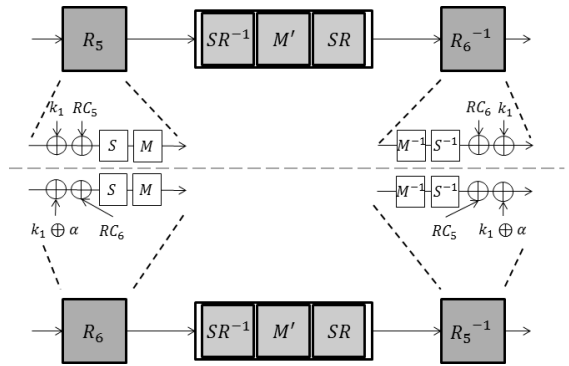 R₅ SR⁻¹ M′ SR R₆⁻¹
k₁ RC₅ RC₆ k₁
S M M⁻¹ S⁻¹
S M M⁻¹ S⁻¹
k₁ ⊕ α RC₆ RC₅ k₁ ⊕ α
R₆ SR⁻¹ M′ SR R₅⁻¹